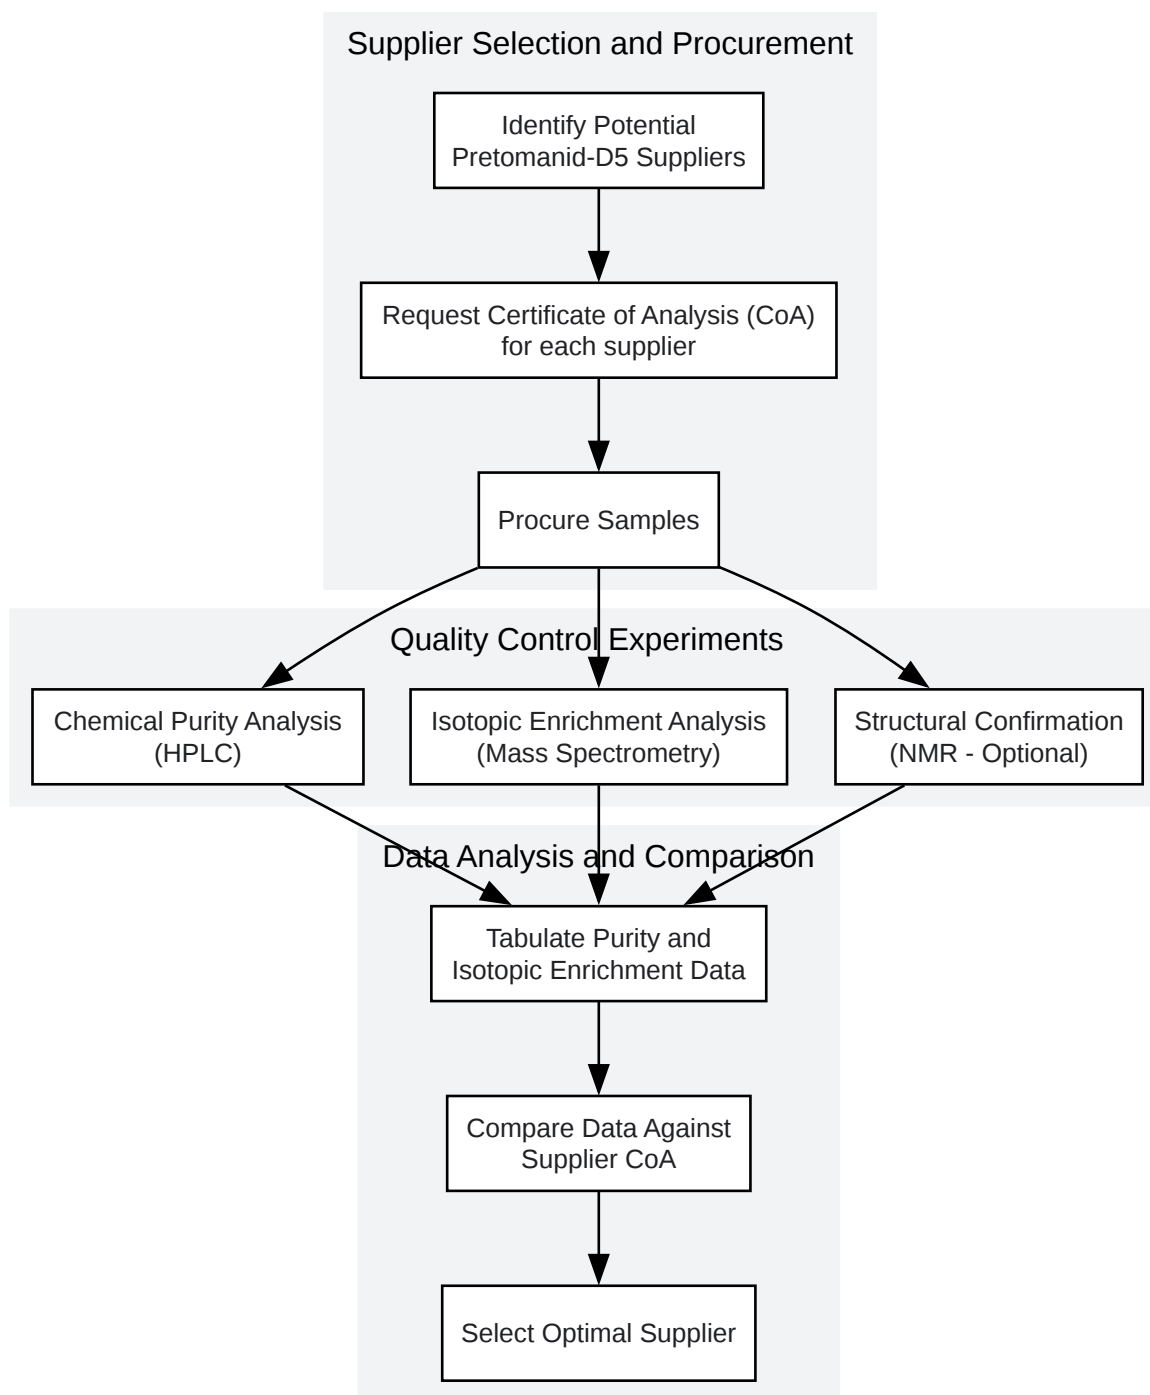 Supplier Selection and Procurement
Identify Potential
Pretomanid-D5 Suppliers
Request Certificate of Analysis (CoA)
for each supplier
Procure Samples
Quality Control Experiments
Chemical Purity Analysis
(HPLC)
Isotopic Enrichment Analysis
(Mass Spectrometry)
Structural Confirmation
(NMR - Optional)
Data Analysis and Comparison
Tabulate Purity and
Isotopic Enrichment Data
Compare Data Against
Supplier CoA
Select Optimal Supplier